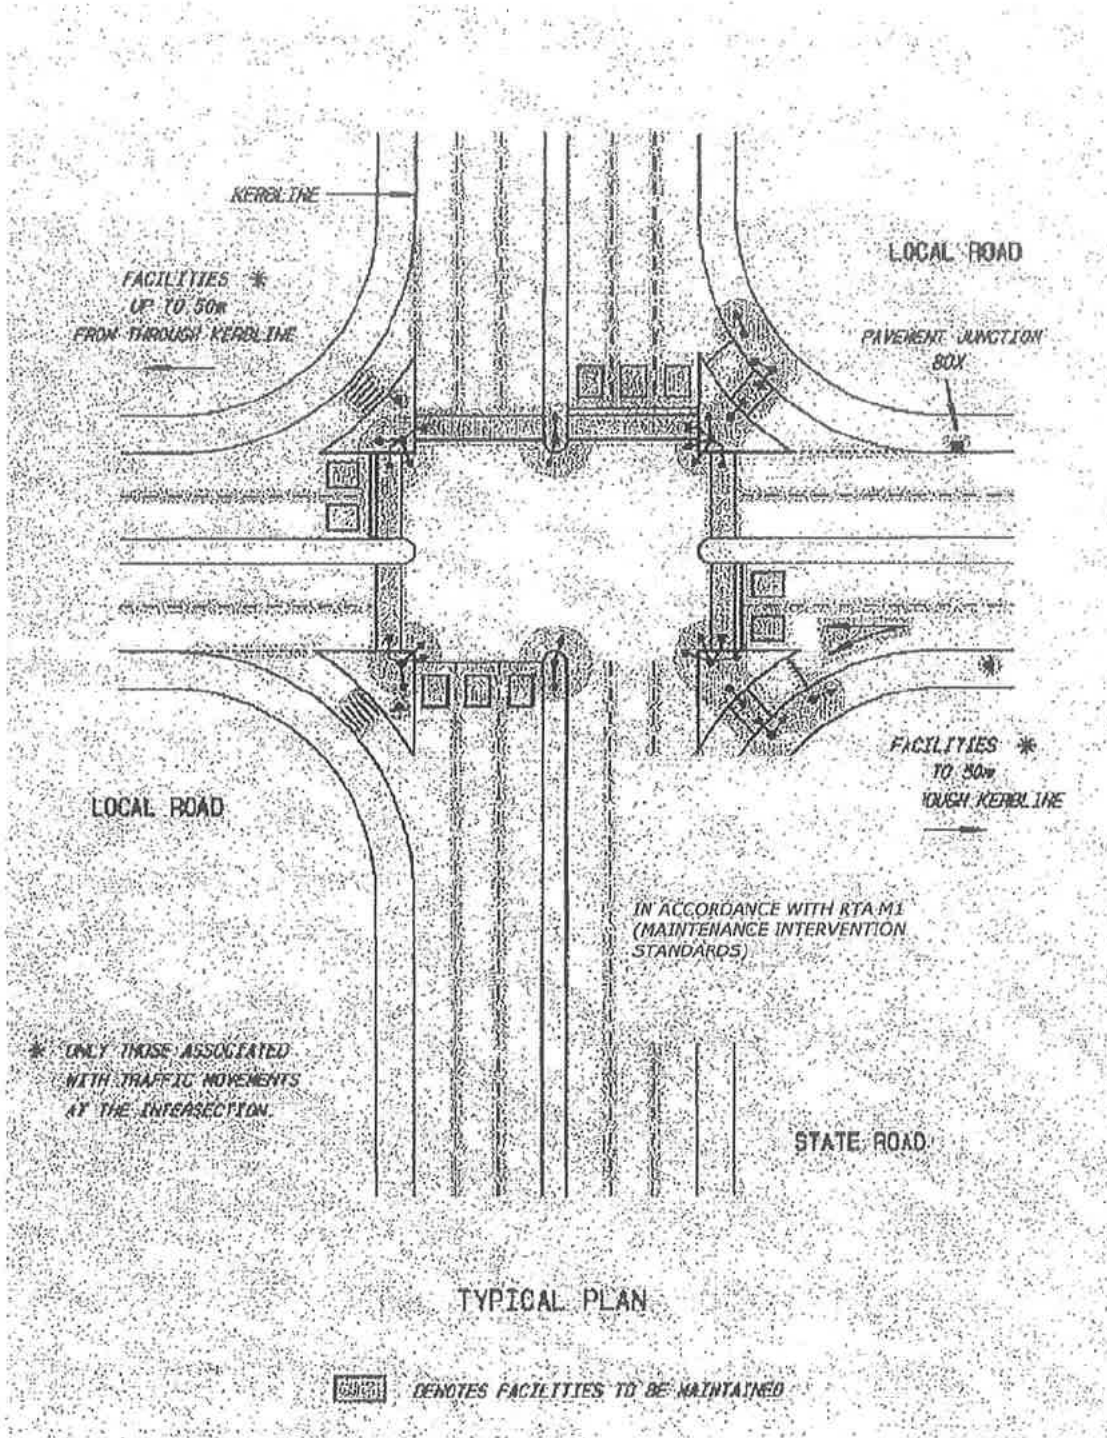 KERBLINE
LOCAL ROAD
FACILITIES *
UP TO 50m
FROM THROUGH KERBLINE
PAVEMENT JUNCTION
BOX
FACILITIES *
TO 50m
OUGH KERBLINE
LOCAL ROAD
IN ACCORDANCE WITH RTA M1
(MAINTENANCE INTERVENTION
STANDARDS)
* ONLY THOSE ASSOCIATED
WITH TRAFFIC MOVEMENTS
AT THE INTERSECTION.
STATE ROAD
TYPICAL PLAN
DENOTES FACILITIES TO BE MAINTAINED